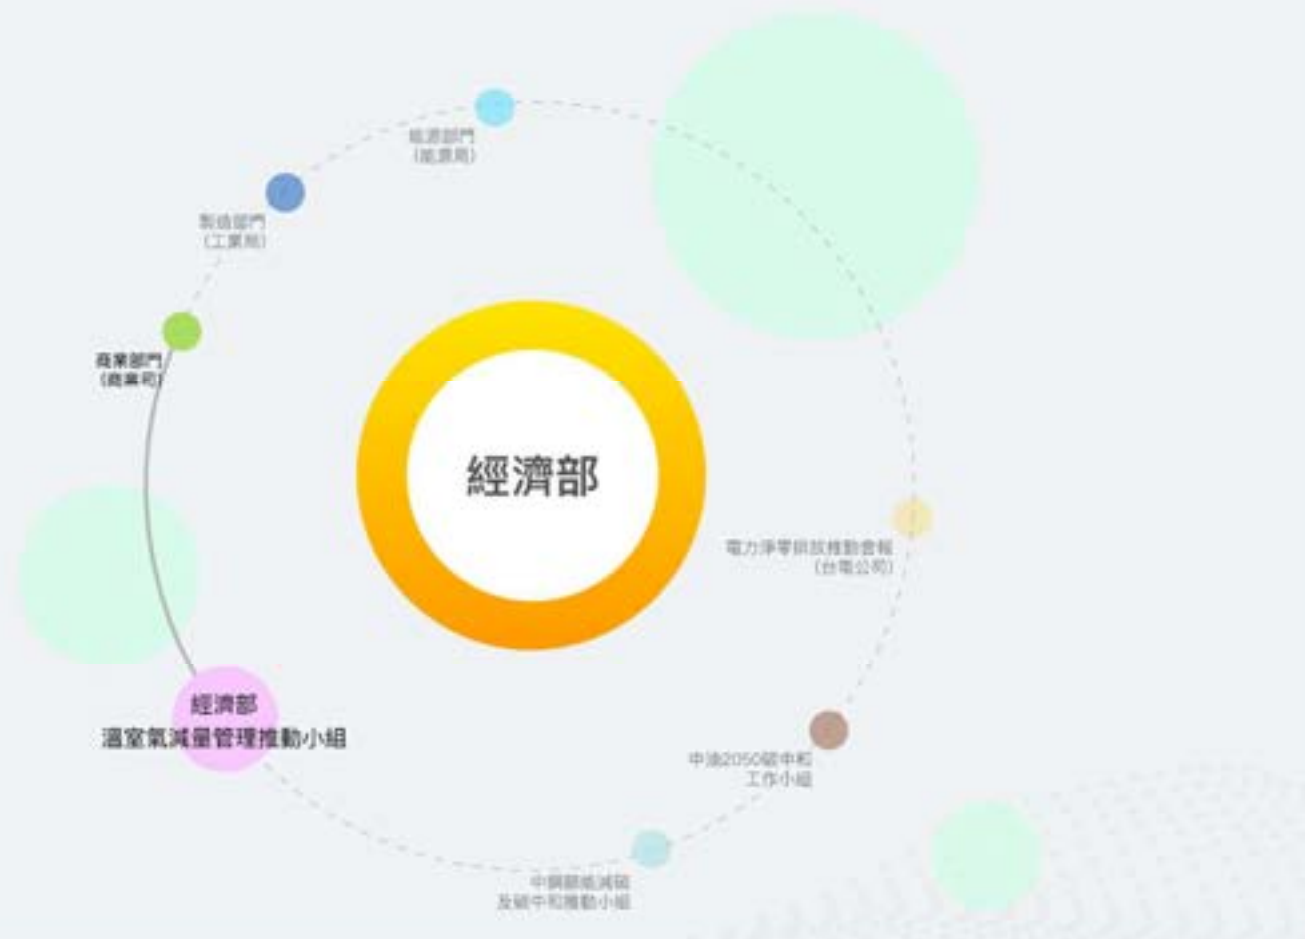 能源部門
(能源局)
製造部門
(工業局)
商業部門
(商業司)
經濟部
電力淨零排放推動會報
(台電公司)
經濟部
溫室氣減量管理推動小組
中油2050碳中和
工作小組
中鋼節能減碳
及碳中和推動小組